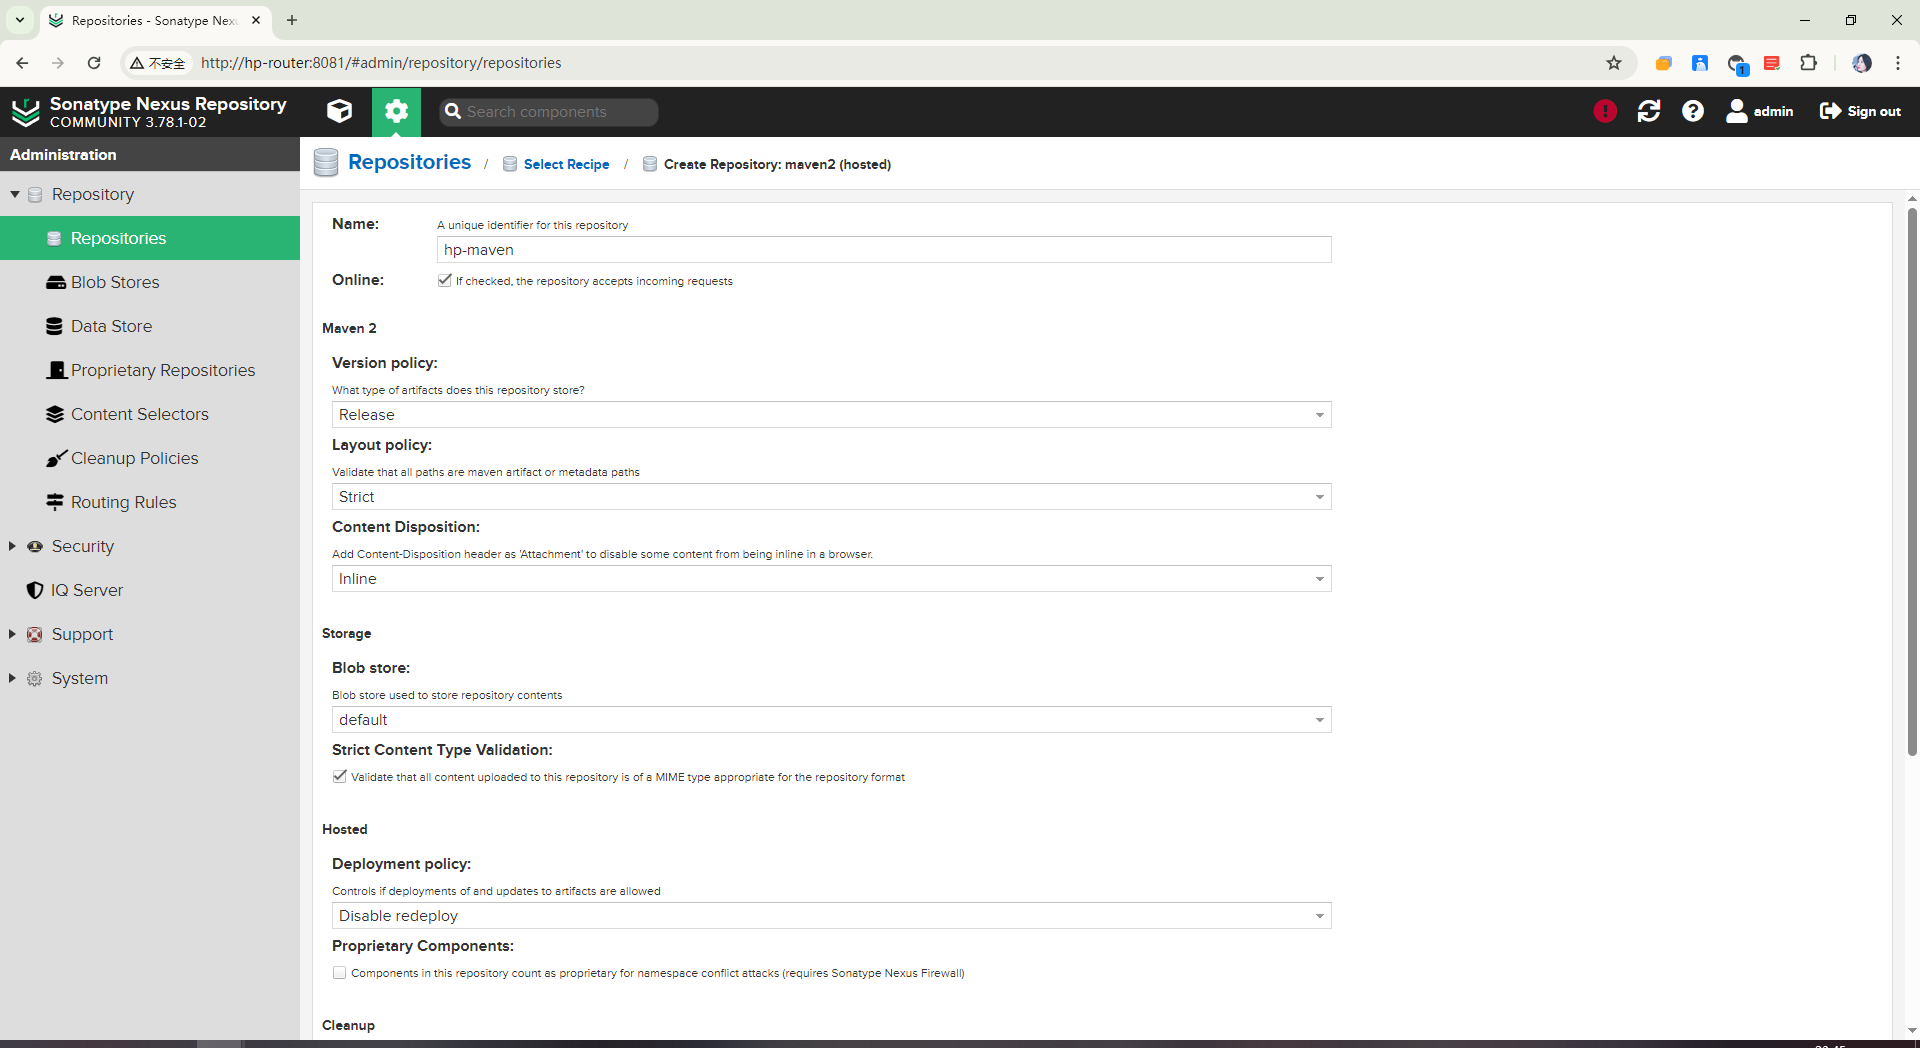 Repositories - Sonatype Nex
不安全
http://hp-router:8081/#admin/repository/repositories
1
Sonatype Nexus Repository
COMMUNITY 3.78.1-02
Search components
admin
Sign out
Administration
Repository
Repositories
Blob Stores
Data Store
Proprietary Repositories
Content Selectors
Cleanup Policies
Routing Rules
Security
IQ Server
Support
System
Repositories / Select Recipe / Create Repository: maven2 (hosted)
Name:
A unique identifier for this repository
hp-maven
Online:
If checked, the repository accepts incoming requests
Maven 2
Version policy:
What type of artifacts does this repository store?
Release
Layout policy:
Validate that all paths are maven artifact or metadata paths
Strict
Content Disposition:
Add Content-Disposition header as 'Attachment' to disable some content from being inline in a browser.
Inline
Storage
Blob store:
Blob store used to store repository contents
default
Strict Content Type Validation:
Validate that all content uploaded to this repository is of a MIME type appropriate for the repository format
Hosted
Deployment policy:
Controls if deployments of and updates to artifacts are allowed
Disable redeploy
Proprietary Components:
Components in this repository count as proprietary for namespace conflict attacks (requires Sonatype Nexus Firewall)
Cleanup